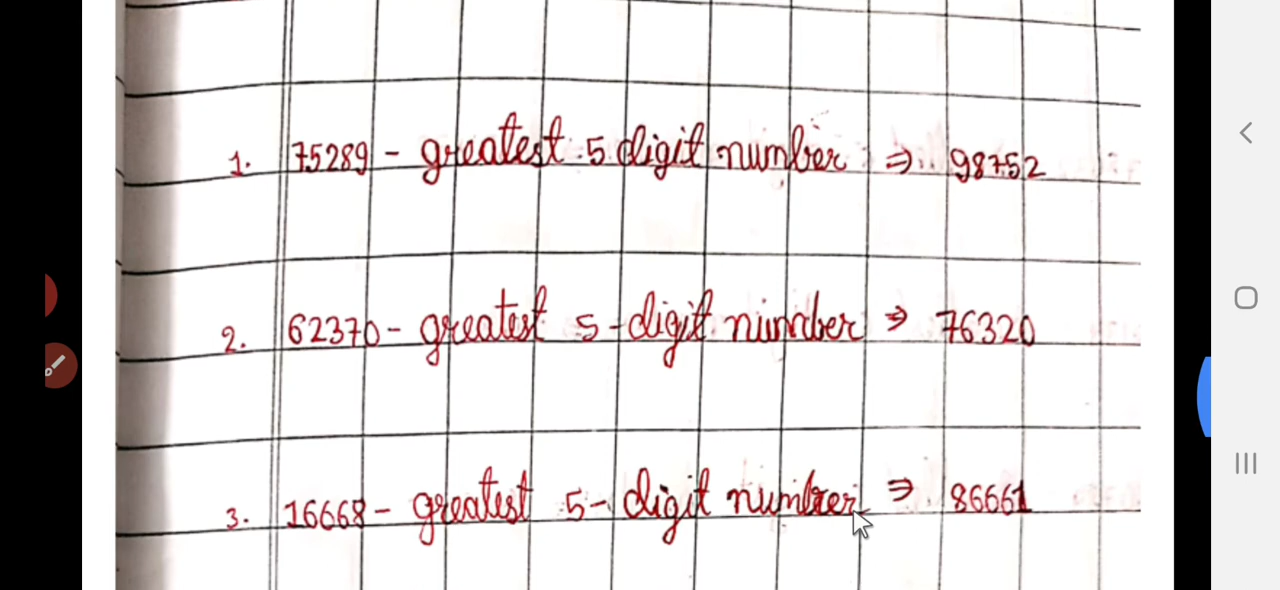 1. 75289 - greatest 5 digit number ⇒ 98752
2. 62370 - greatest 5-digit number ⇒ 76320
3. 16668 - greatest 5-digit number ⇒ 86661